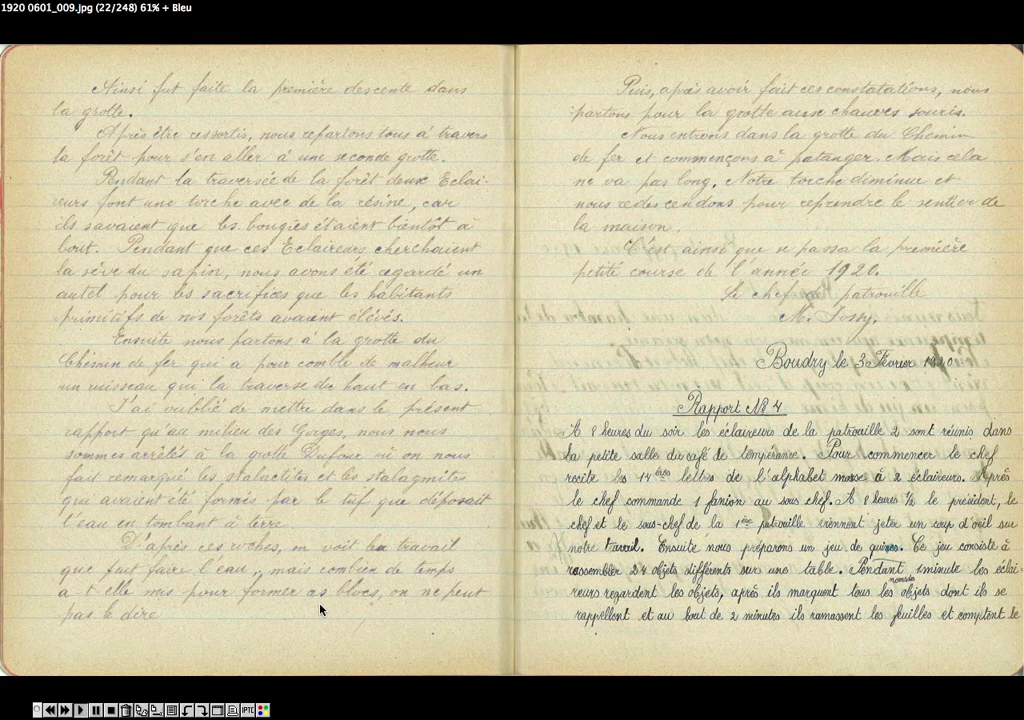 1920 0601_009.jpg (22/248) 61% + Bleu
Ainsi fut faite la première descente dans
la grotte.
Après être ressortis, nous repartons tous à travers
la forêt pour s'en aller à une seconde grotte.
Pendant la traversée de la forêt deux Eclai-
reurs font une torche avec de la résine, car
ils savaient que les bougies étaient bientôt à
bout. Pendant que ces Eclaireurs cherchaient
la sève du sapin, nous avons été regardé un
autel pour les sacrifices que les habitants
primitifs de nos forêts avaient élévés.
Ensuite nous partons à la grotte du
Chemin de fer qui a pour comble de malheur
un ruisseau qui la traverse du haut en bas.
J'ai oublié de mettre dans le présent
rapport qu'au milieu des Gorges, nous nous
sommes arrêtés à la grotte Dufour où on nous
fait remarqué les stalactites et les stalagmites
qui avaient été formés par le tuf que déposait
l'eau en tombant à terre.
D'après ces roches, on voit le travail
que fait faire l'eau, mais combien de temps
a-t'elle mis pour former ces blocs, on ne peut
pas le dire
Puis, après avoir fait ces constatations, nous
partons pour la grotte aux chauves souris.
Nous entrons dans la grotte du Chemin
de fer et commençons à patauger. Mais cela
ne va pas long. Notre torche diminue et
nous redescendons pour reprendre le sentier de
la maison.
C'est ainsi que se passa la première
petite course de l'année 1920.
Le chef de patrouille
M.
Boudry le 3 Février 1920
Rapport No 4
A 8 heures du soir les éclaireurs de la patrouille 2 sont réunis dans
la petite salle du café de tempérance. Pour commencer le chef
récite les 14 ères lettres de l'alphabet morse à 2 éclaireurs. Après
le chef commande 1 fanion au sous chef. A 8 heures ½ le président, le
chef et le sous-chef de la 1ère patrouille viennent jeter un coup d'oeil sur
notre travail. Ensuite nous préparons un jeu de Ce jeu consiste à
rassembler 24 objets différents sur une table. Pendant 1 minute les éclai-
reurs regardent les objets, après ils marquent tous les objets dont ils se
rappellent et au bout de 2 minutes ils ramassent les feuilles et comptent le
IPTC